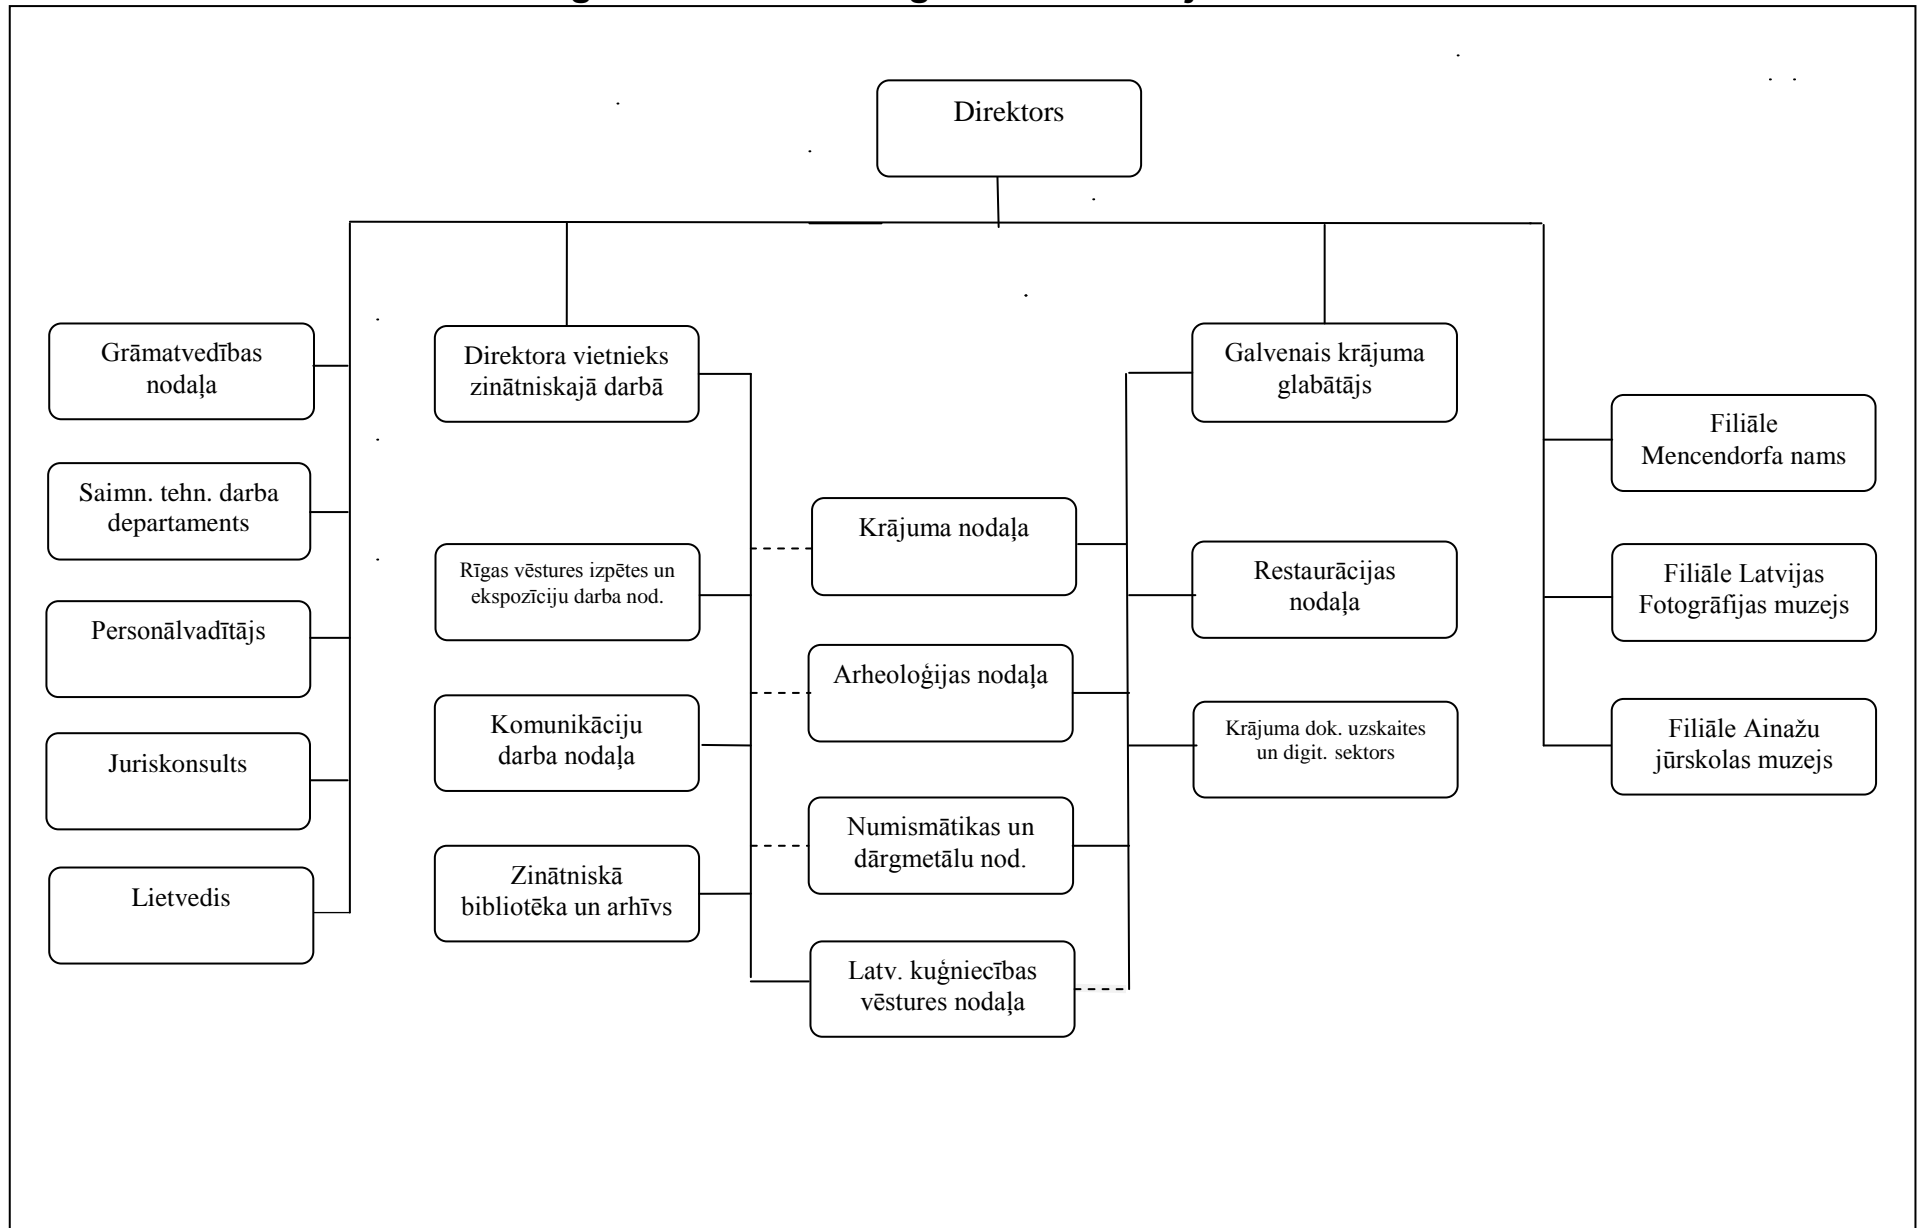 Direktors
Grāmatvedības
nodaļa
Saimn. tehn. darba
departaments
Personālvadītājs
Juriskonsults
Lietvedis
Direktora vietnieks
zinātniskajā darbā
Rīgas vēstures izpētes un
ekspozīciju darba nod.
Komunikāciju
darba nodaļa
Zinātniskā
bibliotēka un arhīvs
Krājuma nodaļa
Arheoloģijas nodaļa
Numismātikas un
dārgmetālu nod.
Latv. kuģniecības
vēstures nodaļa
Galvenais krājuma
glabātājs
Restaurācijas
nodaļa
Krājuma dok. uzskaites
un digit. sektors
Filiāle
Mencendorfa nams
Filiāle Latvijas
Fotogrāfijas muzejs
Filiāle Ainažu
jūrskolas muzejs